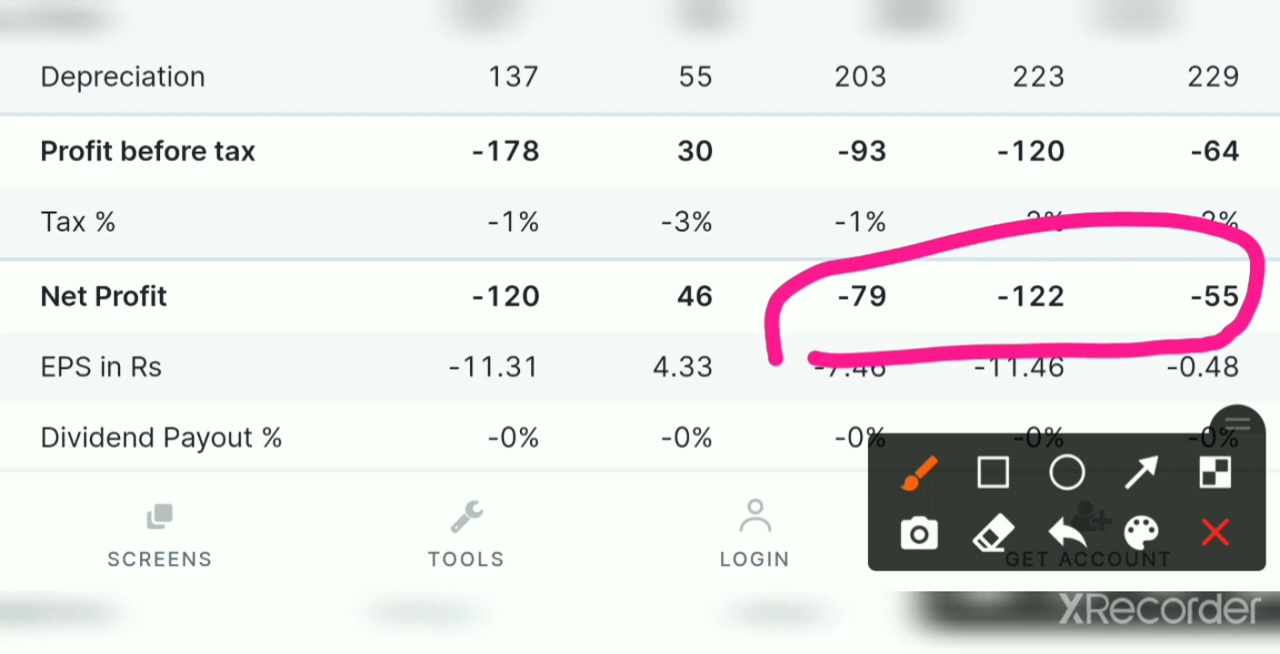 Depreciation 137 55 203 223 229
Profit before tax -178 30 -93 -120 -64
Tax % -1% -3% -1%
Net Profit -120 46 -79 -122 -55
EPS in Rs -11.31 4.33 -7.46 -11.46 -0.48
Dividend Payout % -0% -0% -0% -0% -0%
SCREENS TOOLS LOGIN GET ACCOUNT
XRecorder